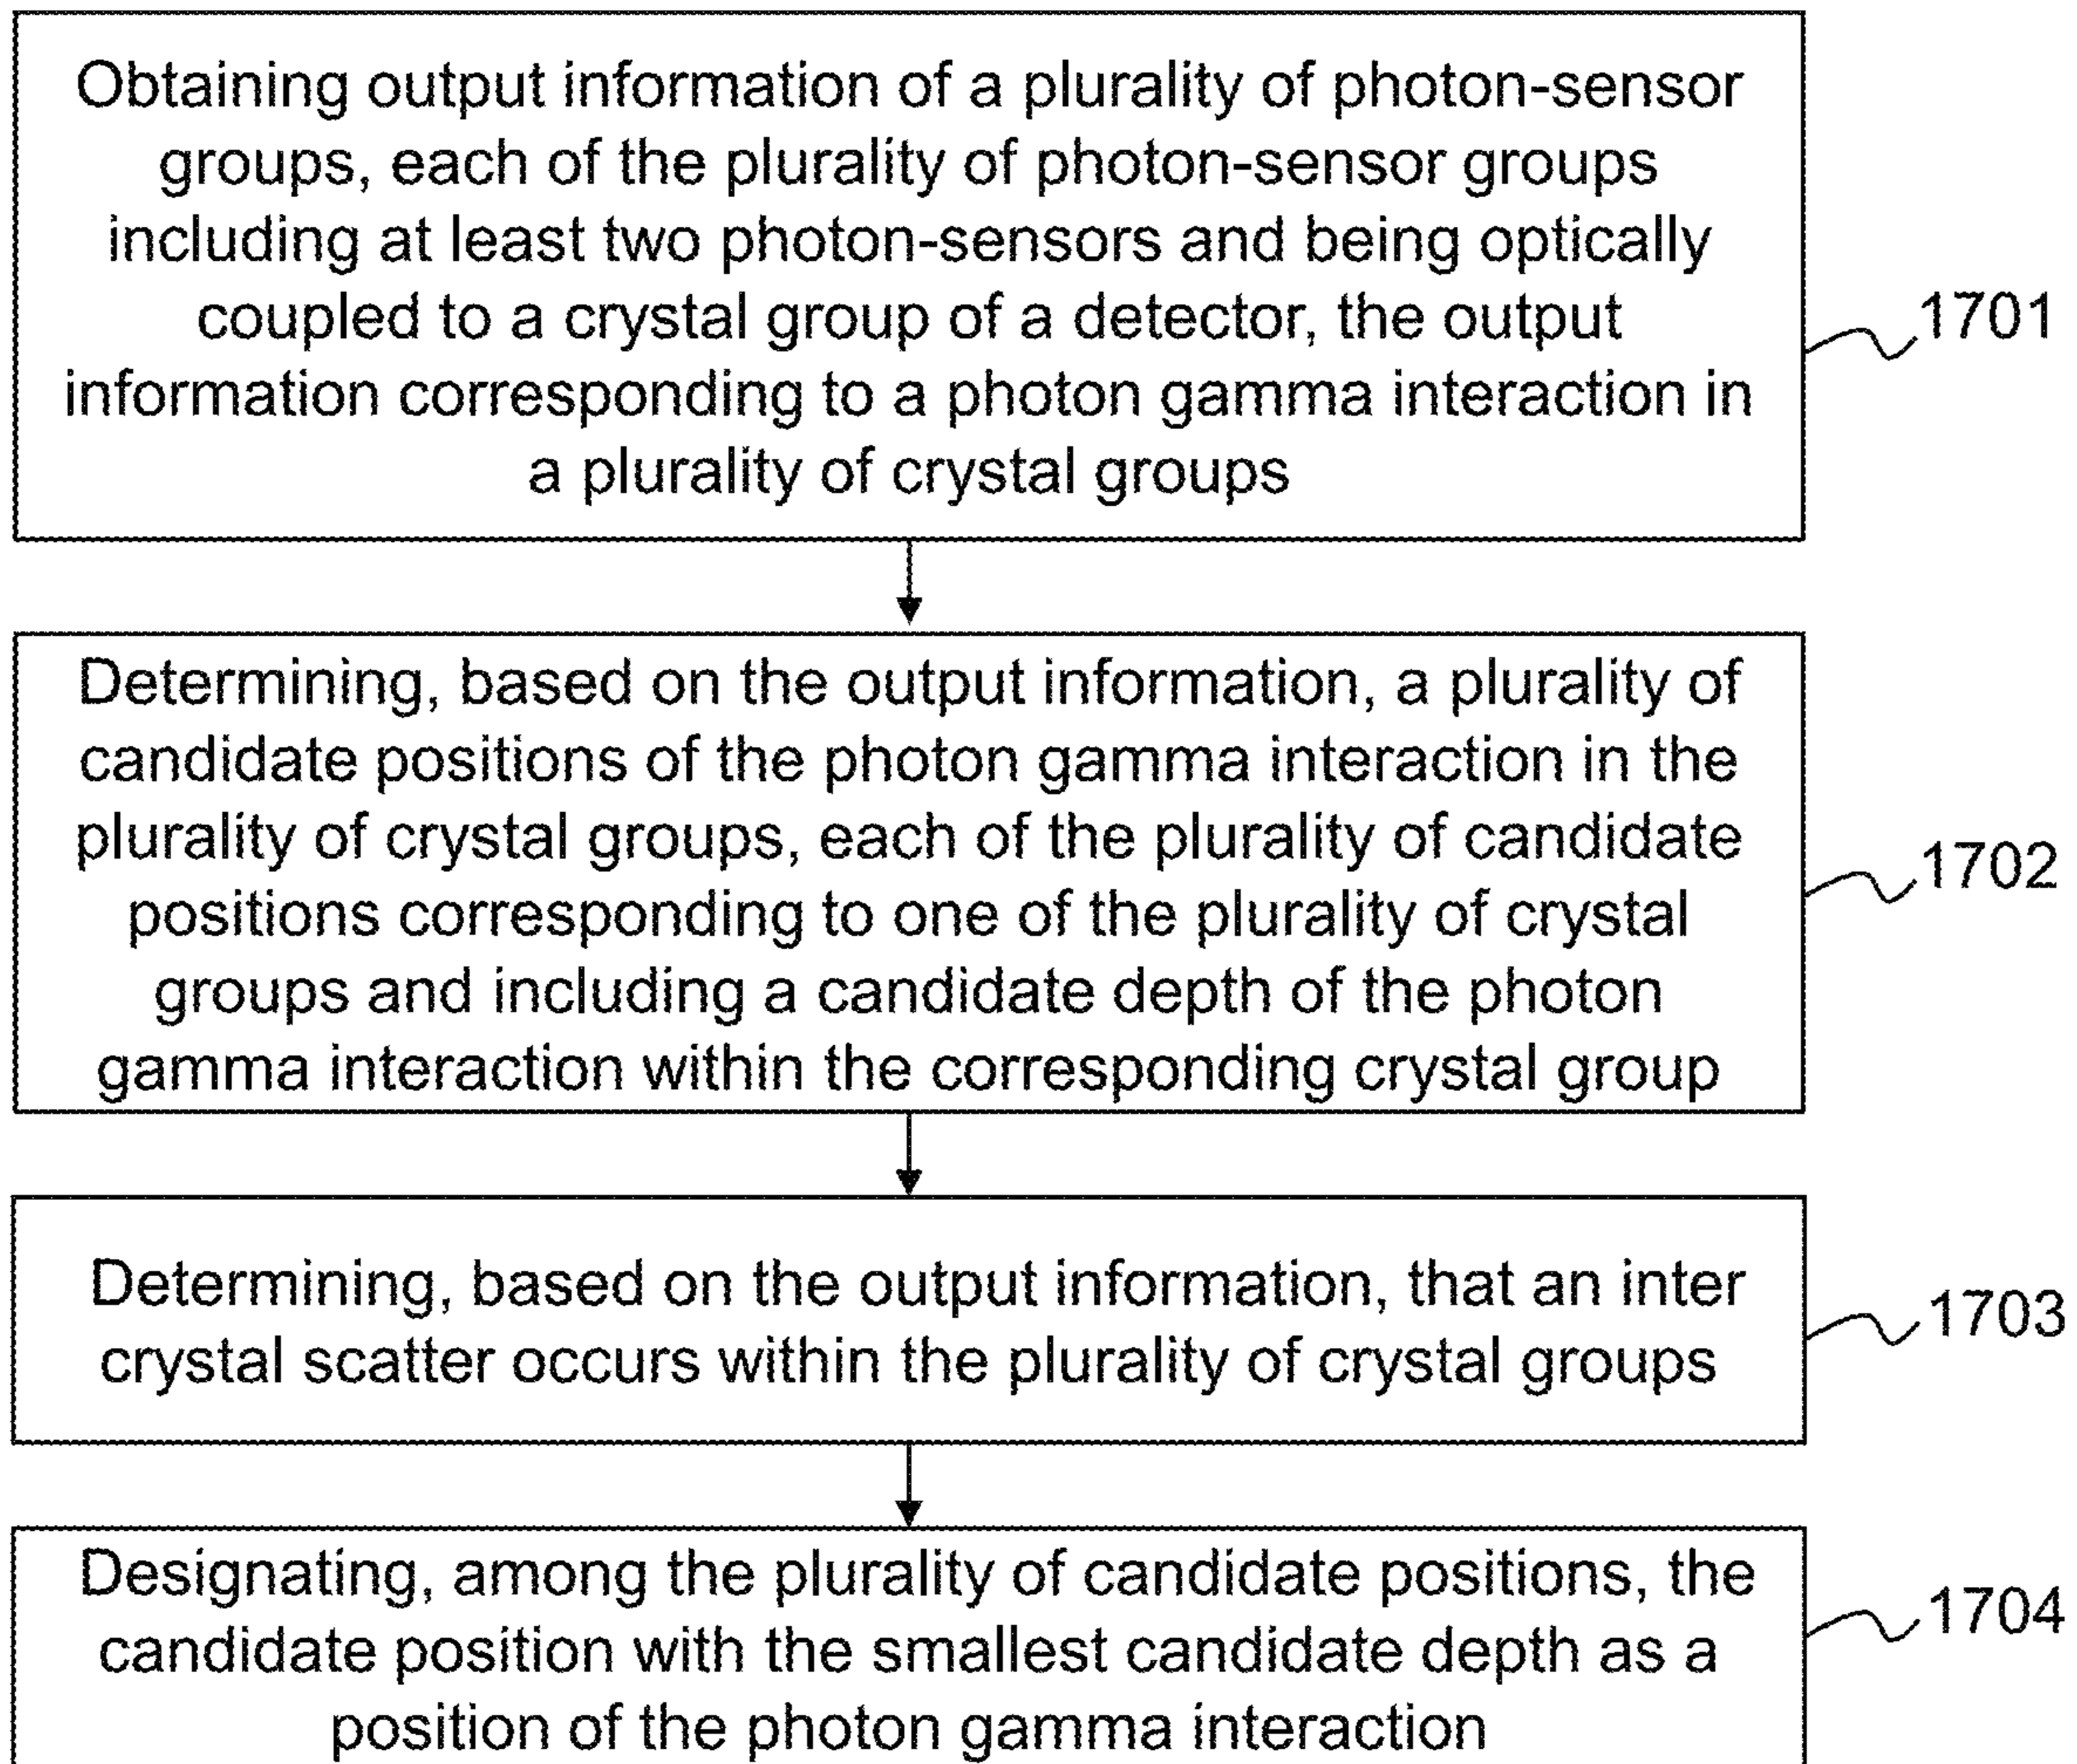 Obtaining output information of a plurality of photon-sensor
groups, each of the plurality of photon-sensor groups
including at least two photon-sensors and being optically
coupled to a crystal group of a detector, the output
information corresponding to a photon gamma interaction in
a plurality of crystal groups
1701
Determining, based on the output information, a plurality of
candidate positions of the photon gamma interaction in the
plurality of crystal groups, each of the plurality of candidate
positions corresponding to one of the plurality of crystal
groups and including a candidate depth of the photon
gamma interaction within the corresponding crystal group
1702
Determining, based on the output information, that an inter
crystal scatter occurs within the plurality of crystal groups
1703
Designating, among the plurality of candidate positions, the
candidate position with the smallest candidate depth as a
position of the photon gamma interaction
1704